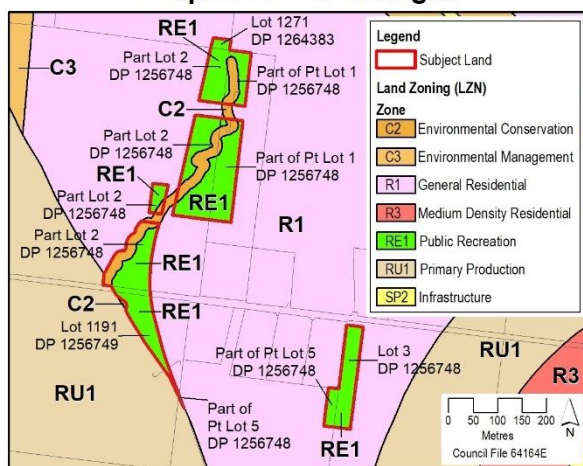 RE1
Lot 1271
DP 1264383
Part Lot 2
DP 1256748
Part of Pt Lot 1
DP 1256748
C3
C2
Part Lot 2
DP 1256748
Part of Pt Lot 1
DP 1256748
RE1
Part Lot 2
DP 1256748
RE1
R1
Part Lot 2
DP 1256748
RE1
C2
RE1
Lot 1191
DP 1256749
Part of Pt Lot 5
DP 1256748
Lot 3
DP 1256748
RU1
RU1
R3
Part of
Pt Lot 5
DP 1256748
RE1
Legend
Subject Land
Land Zoning (LZN)
Zone
C2 Environmental Conservation
C3 Environmental Management
R1 General Residential
R3 Medium Density Residential
RE1 Public Recreation
RU1 Primary Production
SP2 Infrastructure
0 50 100 150 200
Metres
N
Council File 64164E